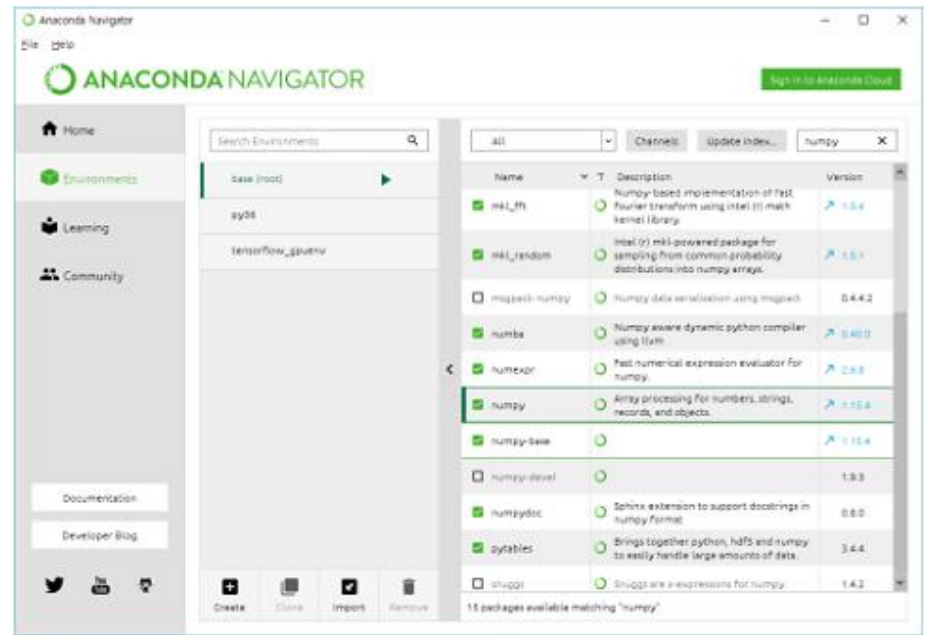 Anaconda Navigator
File Help
ANACONDA NAVIGATOR
Sign in to Anaconda Cloud
Home
Environments
Learning
Community
Documentation
Developer Blog
Search Environments
base (root)
py36
tensorflow_gpuenv
Create Clone Import Remove
All Channels Update index... numpy X
Name T Description Version
mkl_fft Numpy-based implementation of fast
fourier transform using intel (r) math
kernel library. 1.0.6
mkl_random Intel (r) mkl-powered package for
sampling from common probability
distributions into numpy arrays. 1.0.1
msgpack-numpy Numpy data serialization using msgpack 0.4.4.2
numba Numpy aware dynamic python compiler
using llvm 0.40.0
numexpr Fast numerical expression evaluator for
numpy. 2.6.8
numpy Array processing for numbers, strings,
records, and objects. 1.15.4
numpy-base 1.15.4
numpy-devel 1.9.3
numpydoc Sphinx extension to support docstrings in
numpy format 0.8.0
pytables Brings together python, hdf5 and numpy
to easily handle large amounts of data. 3.4.4
snuggs Snuggs are s-expressions for numpy. 1.4.2
15 packages available matching "numpy"